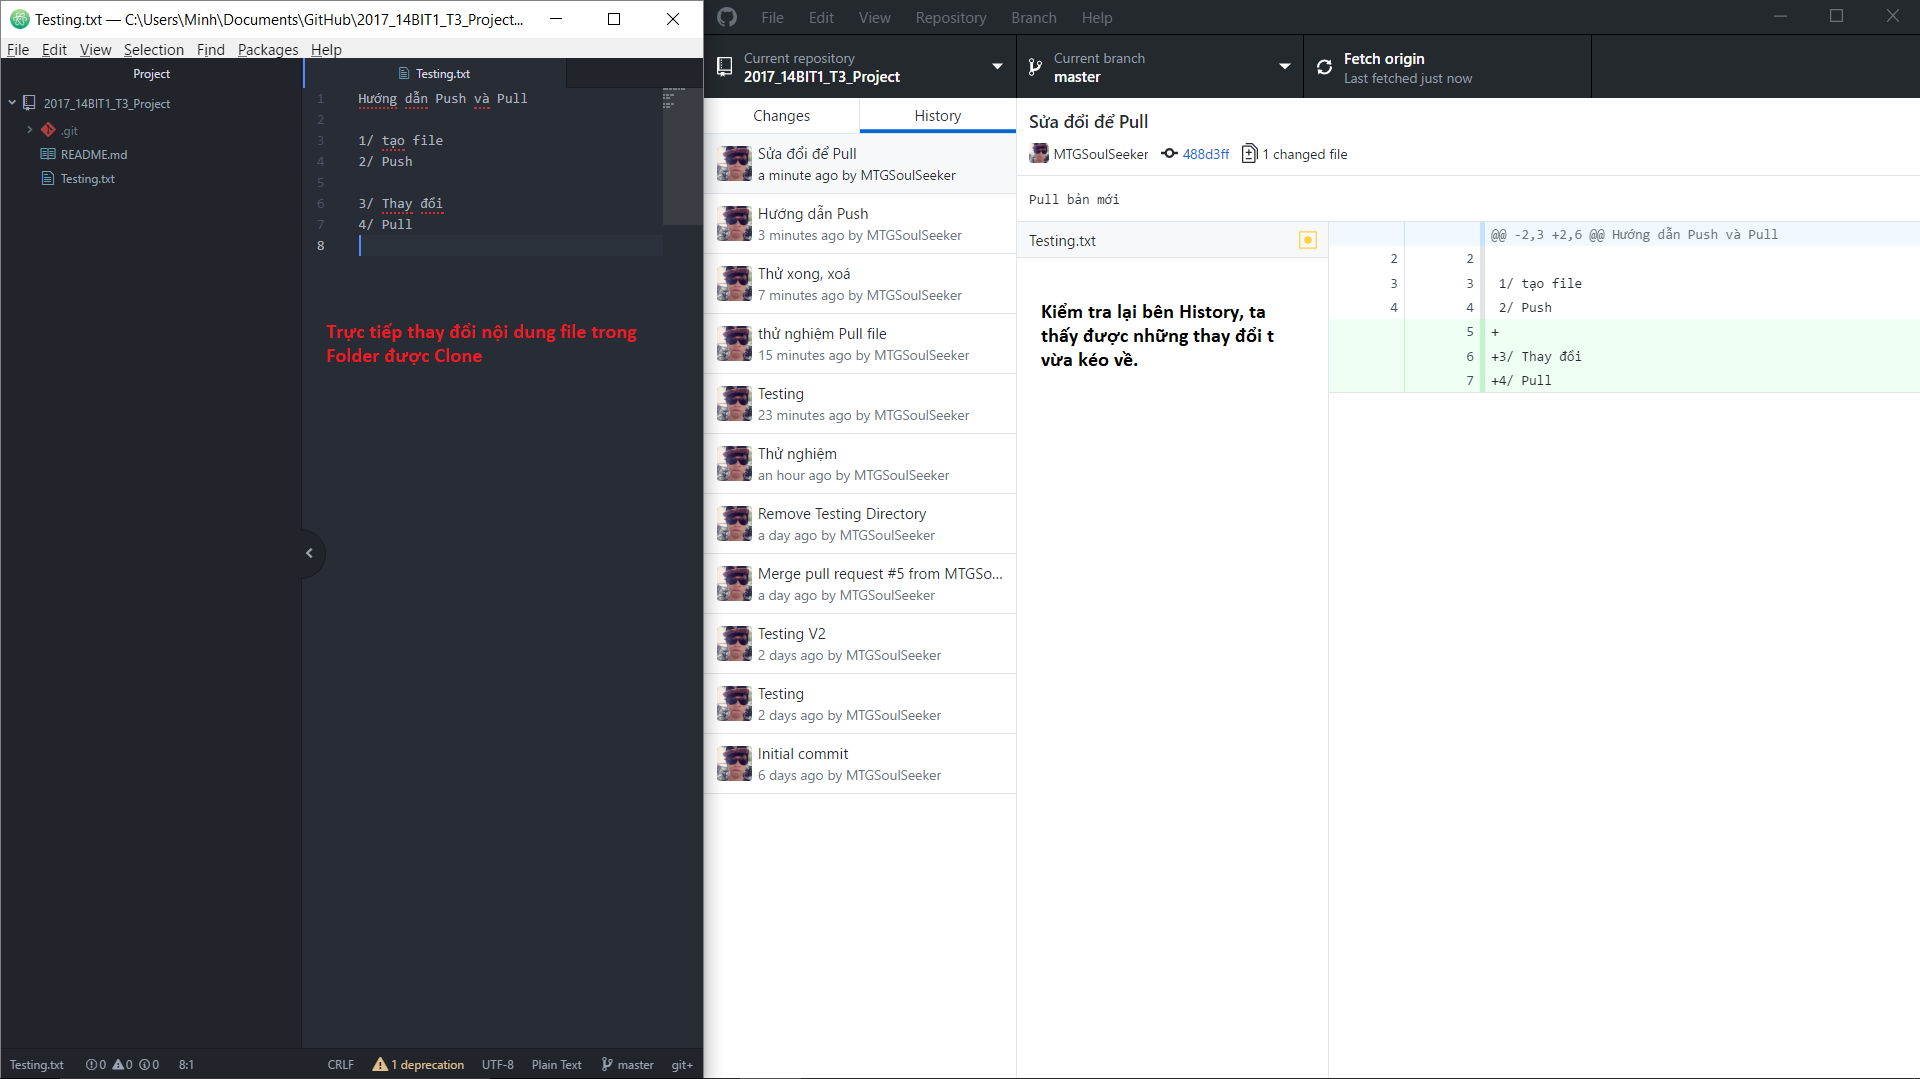 Testing.txt — C:\Users\Minh\Documents\GitHub\2017_14BIT1_T3_Project...
File Edit View Selection Find Packages Help
Project
2017_14BIT1_T3_Project
.git
README.md
Testing.txt
Testing.txt
1 Hướng dẫn Push và Pull
2
3 1/ tạo file
4 2/ Push
5
6 3/ Thay đổi
7 4/ Pull
8
Trực tiếp thay đổi nội dung file trong
Folder được Clone
Testing.txt 0 0 0 8:1 CRLF 1 deprecation UTF-8 Plain Text master git+
File Edit View Repository Branch Help
Current repository
2017_14BIT1_T3_Project
Current branch
master
Fetch origin
Last fetched just now
Changes History
Sửa đổi để Pull
a minute ago by MTGSoulSeeker
Hướng dẫn Push
3 minutes ago by MTGSoulSeeker
Thử xong, xoá
7 minutes ago by MTGSoulSeeker
thử nghiệm Pull file
15 minutes ago by MTGSoulSeeker
Testing
23 minutes ago by MTGSoulSeeker
Thử nghiệm
an hour ago by MTGSoulSeeker
Remove Testing Directory
a day ago by MTGSoulSeeker
Merge pull request #5 from MTGSo...
a day ago by MTGSoulSeeker
Testing V2
2 days ago by MTGSoulSeeker
Testing
2 days ago by MTGSoulSeeker
Initial commit
6 days ago by MTGSoulSeeker
Sửa đổi để Pull
MTGSoulSeeker 488d3ff 1 changed file
Pull bản mới
Testing.txt
Kiểm tra lại bên History, ta
thấy được những thay đổi t
vừa kéo về.
@@ -2,3 +2,6 @@ Hướng dẫn Push và Pull
2 2
3 3 1/ tạo file
4 4 2/ Push
5 +
6 +3/ Thay đổi
7 +4/ Pull